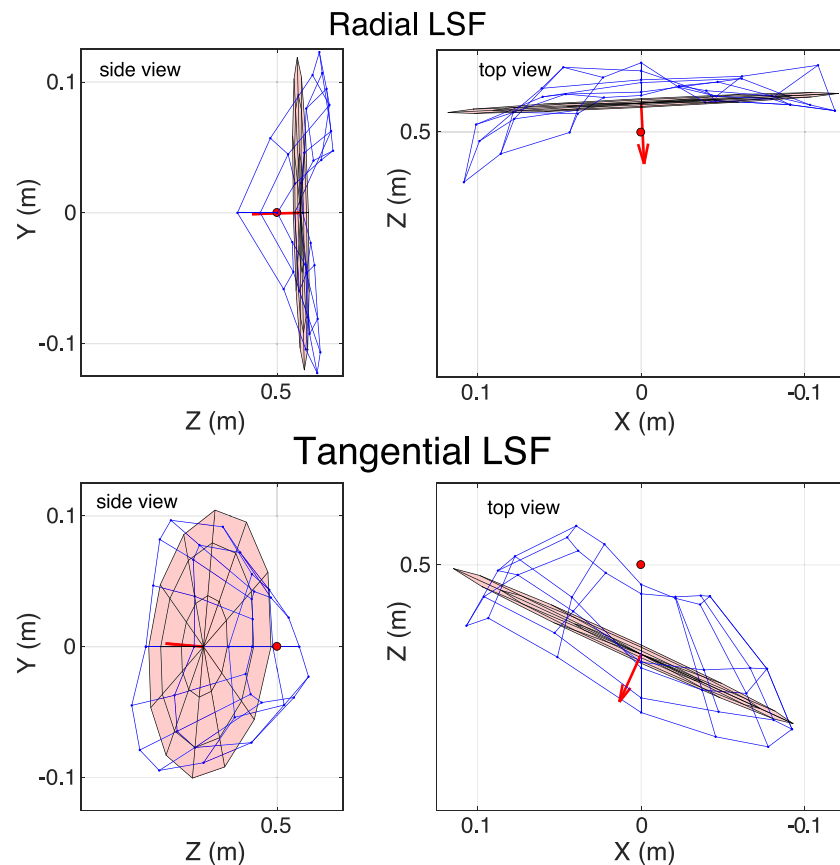 Radial LSF
side view
0.1
0
-0.1
Y (m)
0.5
Z (m)
top view
0.5
Z (m)
0.1
0
-0.1
X (m)
Tangential LSF
side view
0.1
0
-0.1
Y (m)
0.5
Z (m)
top view
0.5
Z (m)
0.1
0
-0.1
X (m)